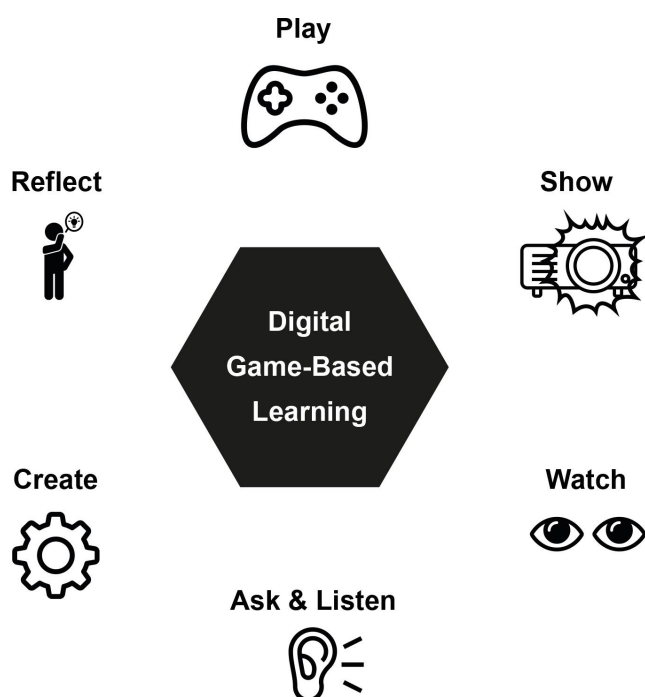 Play
Reflect
Show
Digital
Game-Based
Learning
Create
Watch
Ask & Listen